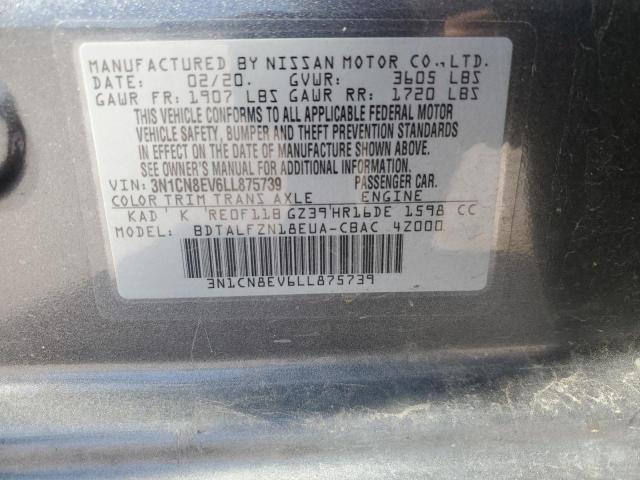 MANUFACTURED BY NISSAN MOTOR CO.,LTD.
DATE: 02/20. GVWR: 3605 LBS
GAWR FR: 1907 LBS GAWR RR: 1720 LBS
THIS VEHICLE CONFORMS TO ALL APPLICABLE FEDERAL MOTOR
VEHICLE SAFETY, BUMPER AND THEFT PREVENTION STANDARDS
IN EFFECT ON THE DATE OF MANUFACTURE SHOWN ABOVE.
SEE OWNER'S MANUAL FOR ADDITIONAL INFORMATION
VIN: 3N1CN8EV6LL875739 PASSENGER CAR.
COLOR TRIM TRANS AXLE ENGINE
KAD K RE0F11B GZ39 HR16DE 1598 CC
MODEL: BDTALFZN18EUA-CBAC 4Z000
3N1CN8EV6LL875739